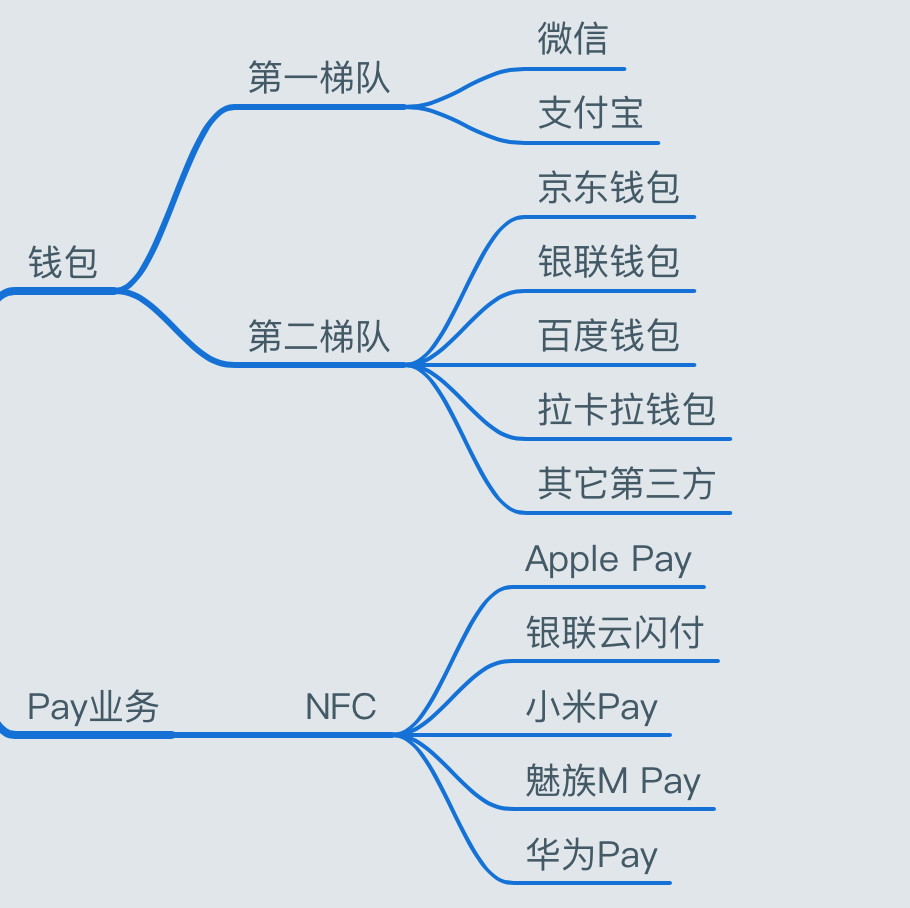 微信
第一梯队
支付宝
京东钱包
钱包
银联钱包
第二梯队
百度钱包
拉卡拉钱包
其它第三方
Apple Pay
银联云闪付
Pay业务
NFC
小米Pay
魅族M Pay
华为Pay